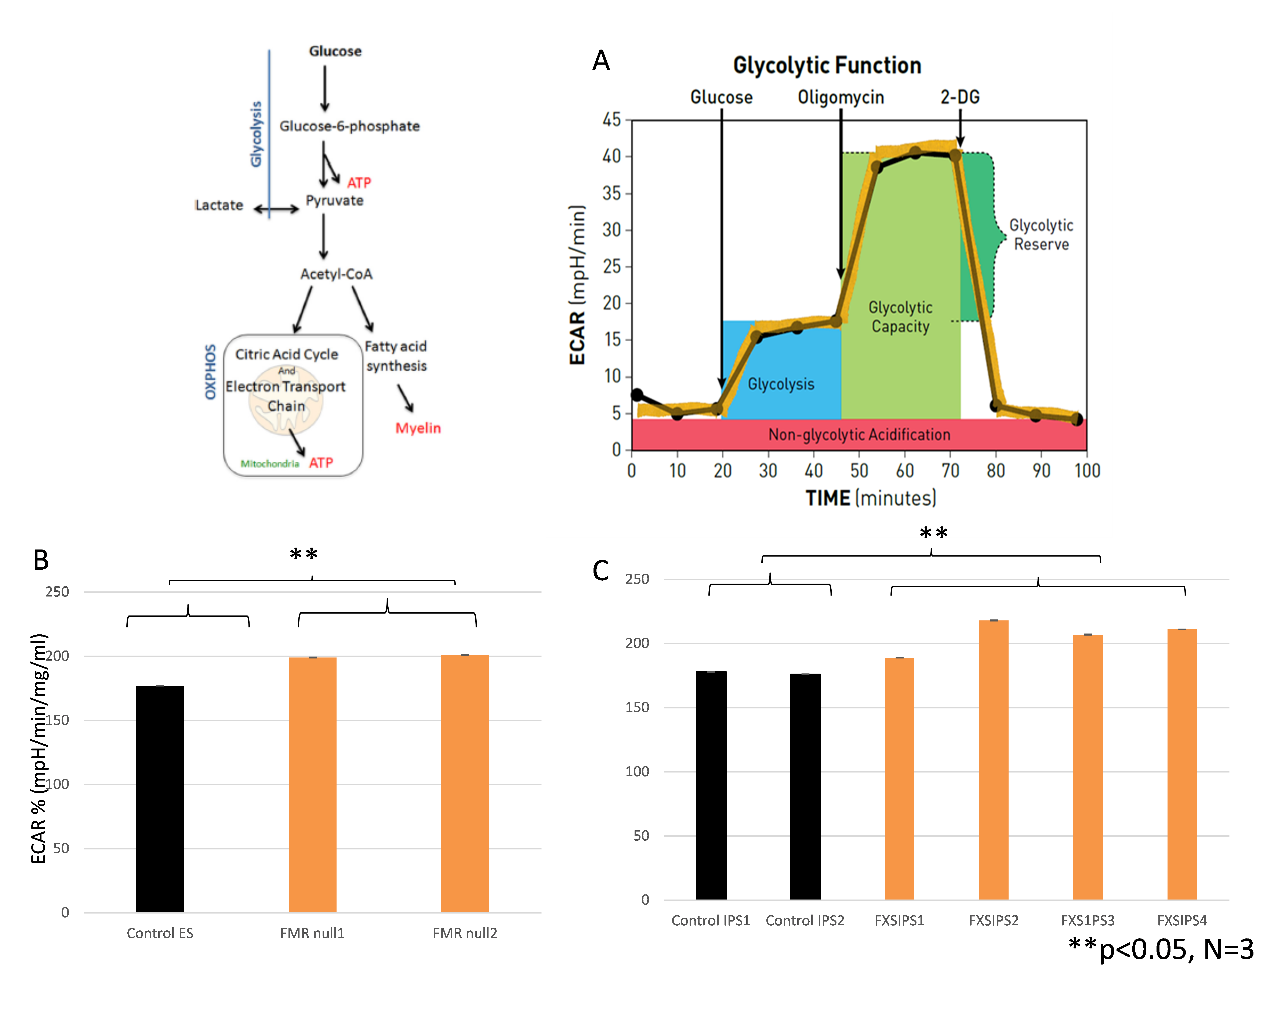 Glucose
Glycolysis
Glucose-6-phosphate
ATP
Lactate
Pyruvate
Acetyl-CoA
OXPHOS
Citric Acid Cycle
And
Electron Transport
Chain
Mitochondria
ATP
Fatty acid
synthesis
Myelin
A
Glycolytic Function
Glucose
Oligomycin
2-DG
ECAR (mpH/min)
45
40
35
30
25
20
15
10
5
0
Glycolysis
Glycolytic
Capacity
Glycolytic
Reserve
Non-glycolytic Acidification
0 10 20 30 40 50 60 70 80 90 100
TIME (minutes)
B
**
ECAR % (mpH/min/mg/ml)
250
200
150
100
50
0
Control ES FMR null1 FMR null2
C
**
250
200
150
100
50
0
Control IPS1 Control IPS2 FXSIPS1 FXSIPS2 FXS1PS3 FXSIPS4
**p<0.05, N=3